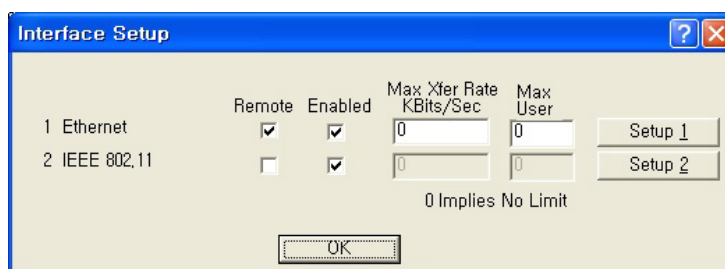 Interface Setup
Remote Enabled Max Xfer Rate KBits/Sec Max User
1 Ethernet 0 0 Setup 1
2 IEEE 802,11 0 0 Setup 2
0 Implies No Limit
OK